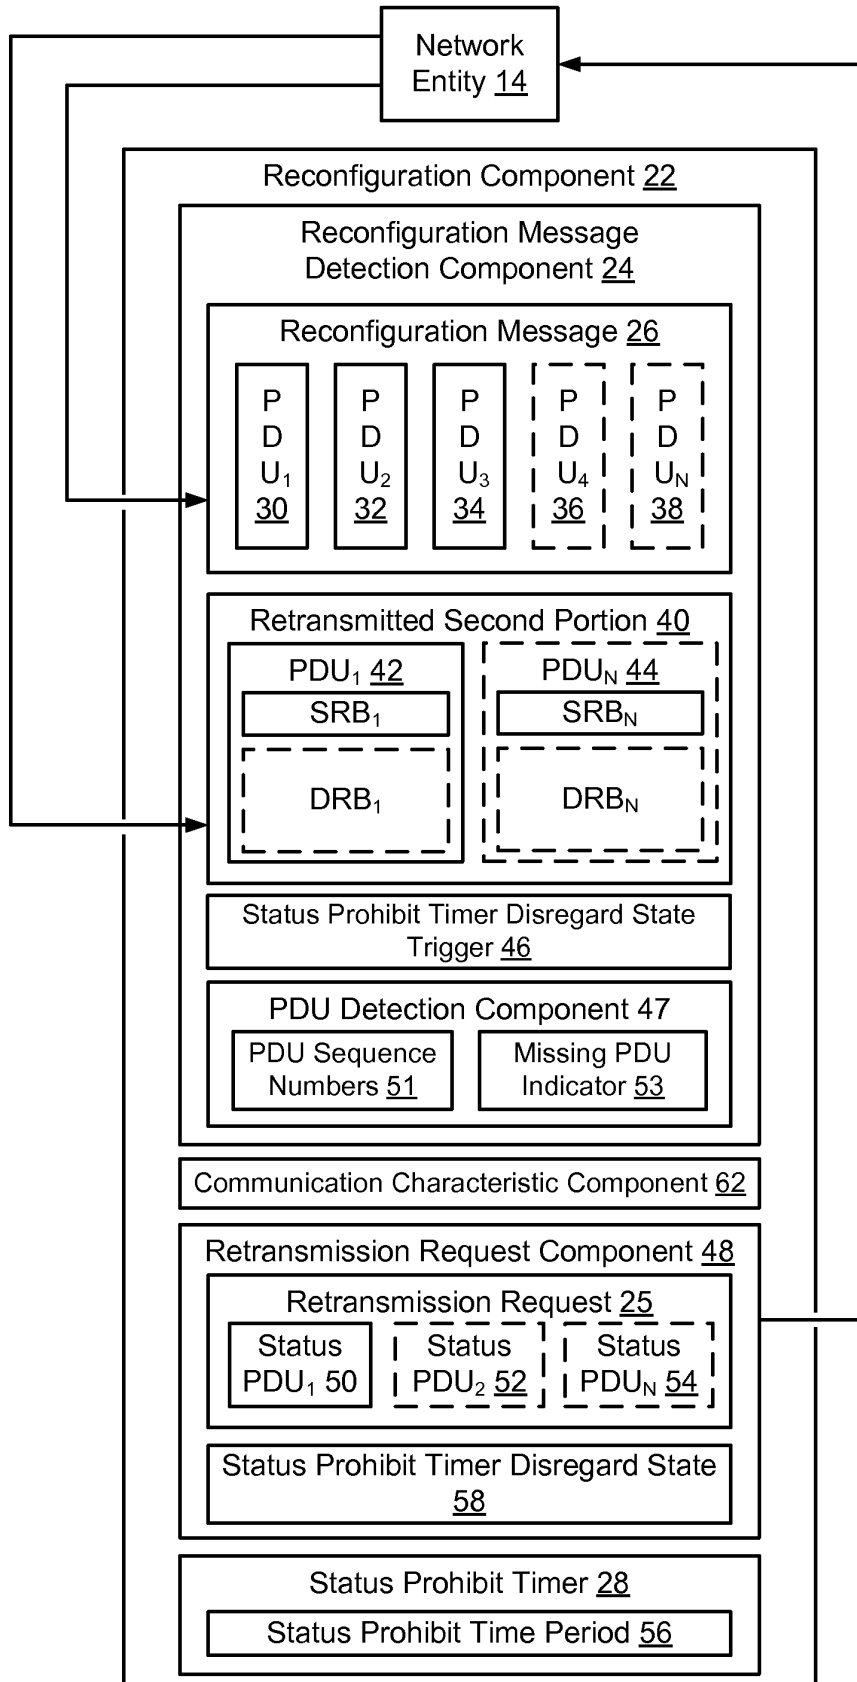 Network
Entity 14
Reconfiguration Component 22
Reconfiguration Message
Detection Component 24
Reconfiguration Message 26
P D U1 30
P D U2 32
P D U3 34
P D U4 36
P D UN 38
Retransmitted Second Portion 40
PDU1 42
SRB1
DRB1
PDUN 44
SRBN
DRBN
Status Prohibit Timer Disregard State
Trigger 46
PDU Detection Component 47
PDU Sequence
Numbers 51
Missing PDU
Indicator 53
Communication Characteristic Component 62
Retransmission Request Component 48
Retransmission Request 25
Status
PDU1 50
Status
PDU2 52
Status
PDUN 54
Status Prohibit Timer Disregard State
58
Status Prohibit Timer 28
Status Prohibit Time Period 56